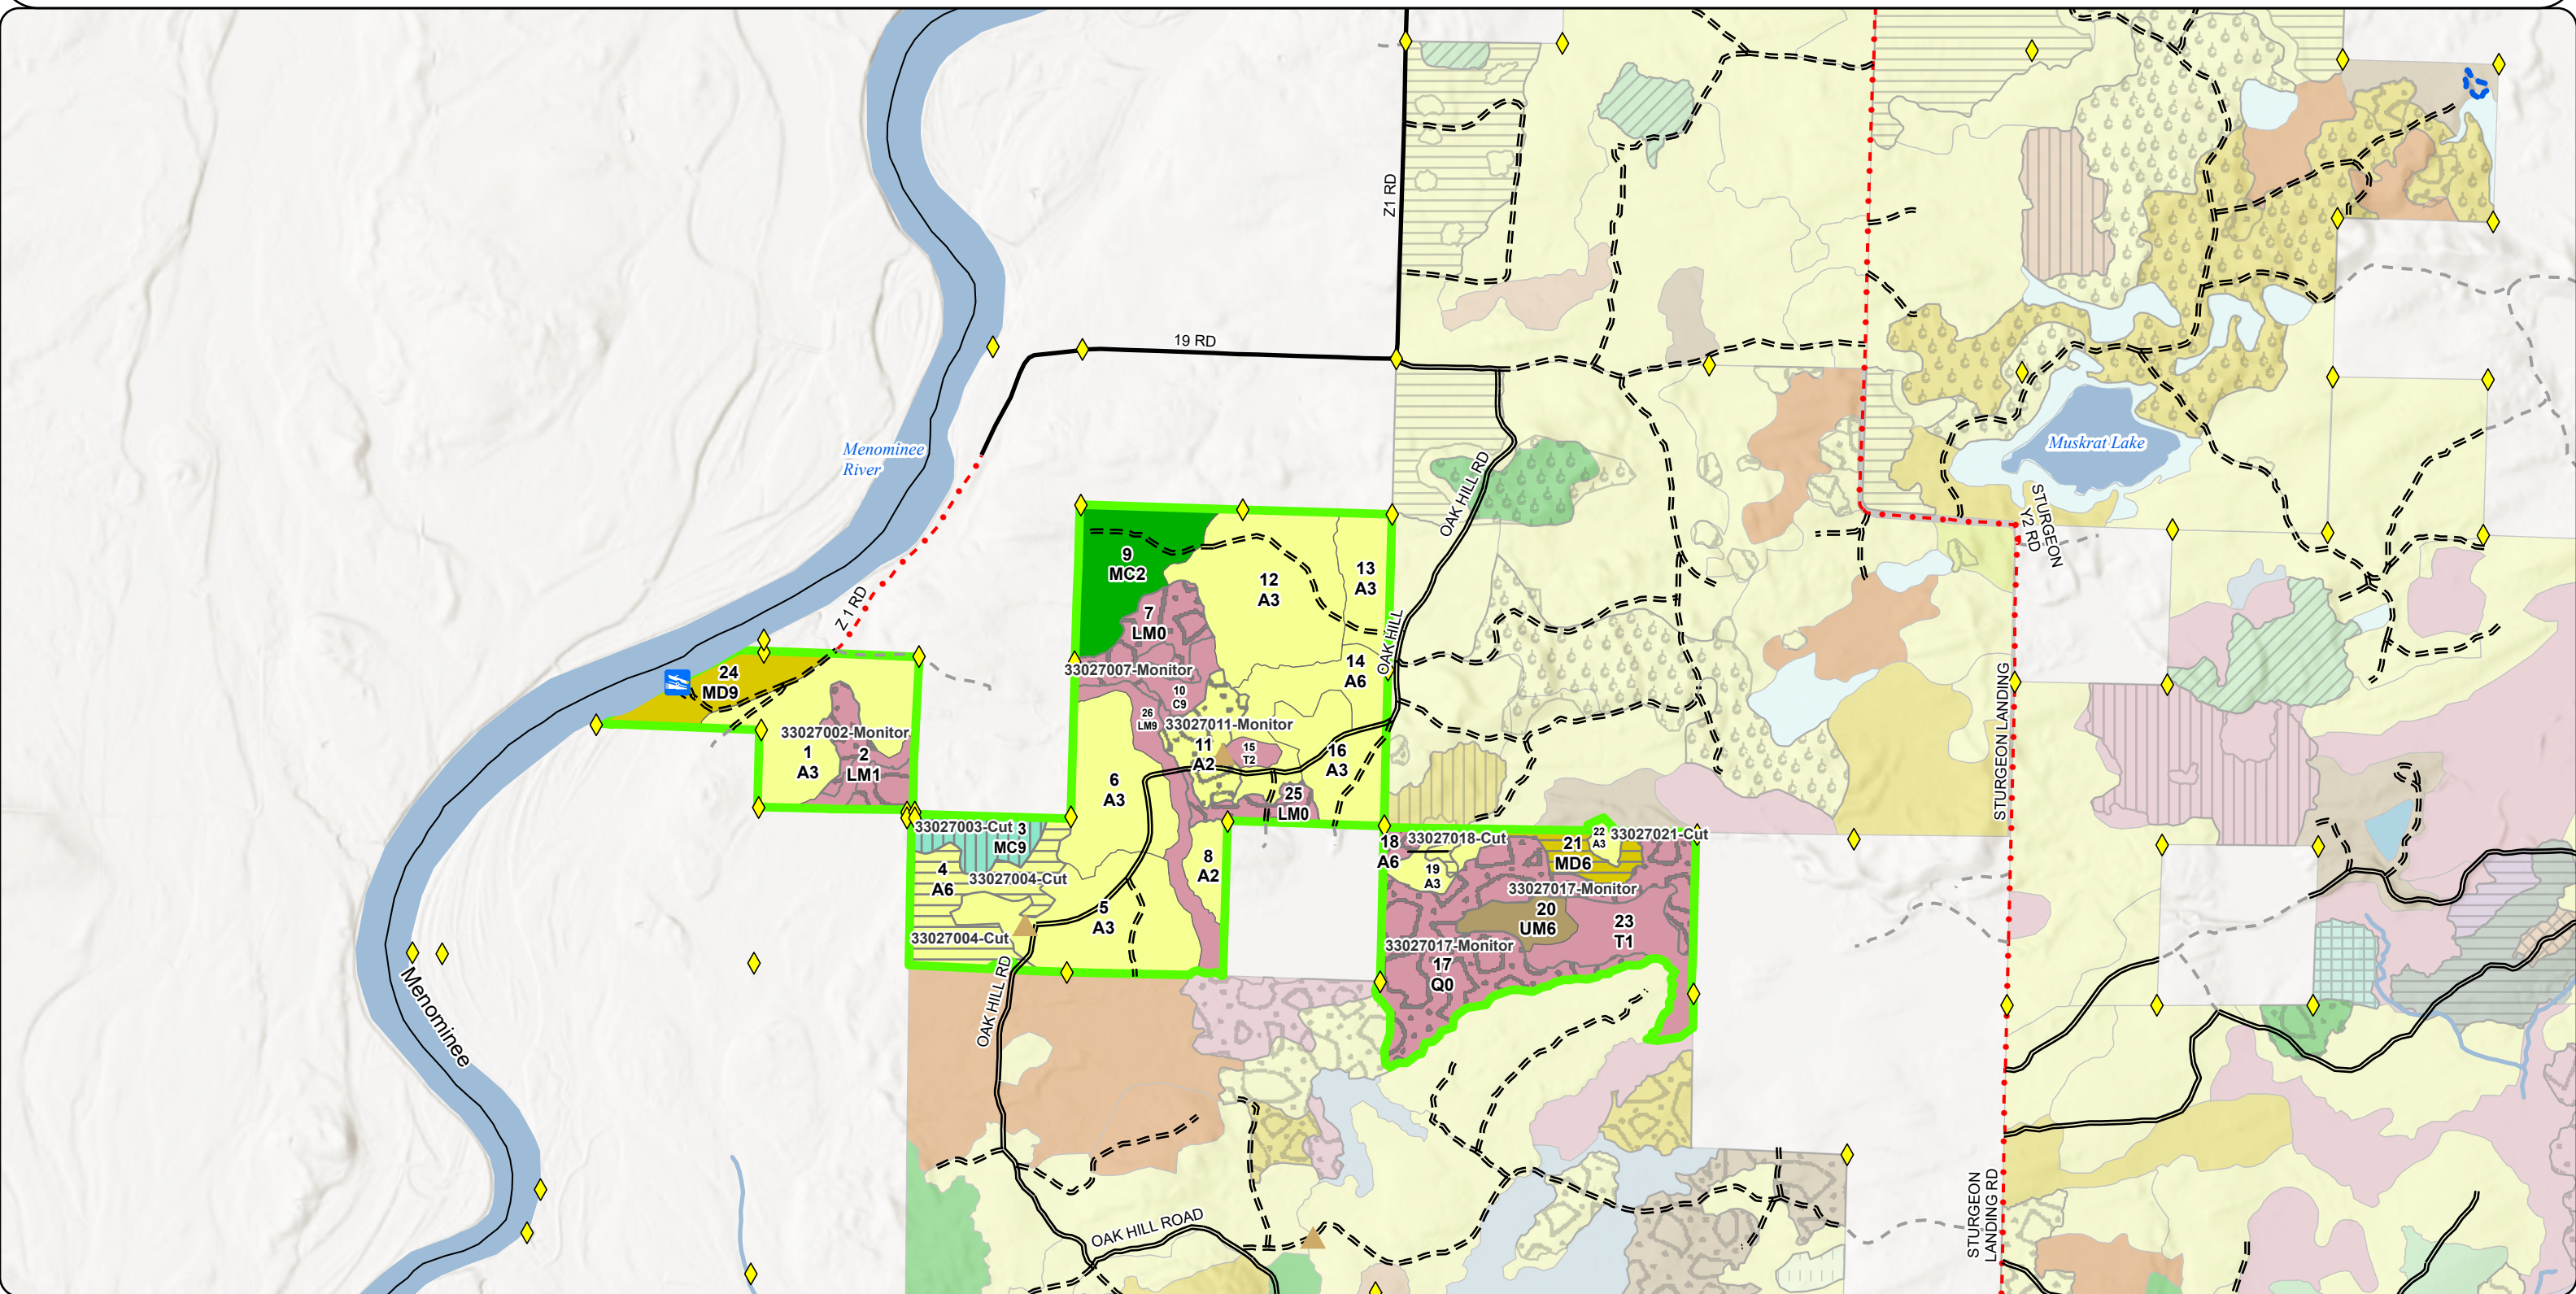 Z1 RD
19 RD
Menominee
River
Muskrat Lake
OAK HILL RD
STURGEON
Y2 RD
9
MC2
12
A3
13
A3
Z 1 RD
7
LM0
OAK HILL
33027007-Monitor
14
A6
24
MD9
10
C9
26
LM9
33027011-Monitor
33027002-Monitor
1
A3
2
LM1
11
A2
15
T2
16
A3
STURGEON LANDING
6
A3
25
LM0
33027003-Cut
3
MC9
18
A6
33027018-Cut
22
A3
33027021-Cut
21
MD6
4
A6
33027004-Cut
8
A2
19
A3
33027017-Monitor
5
A3
20
UM6
23
T1
33027004-Cut
33027017-Monitor
17
Q0
OAK HILL RD
Menominee
OAK HILL ROAD
STURGEON
LANDING RD